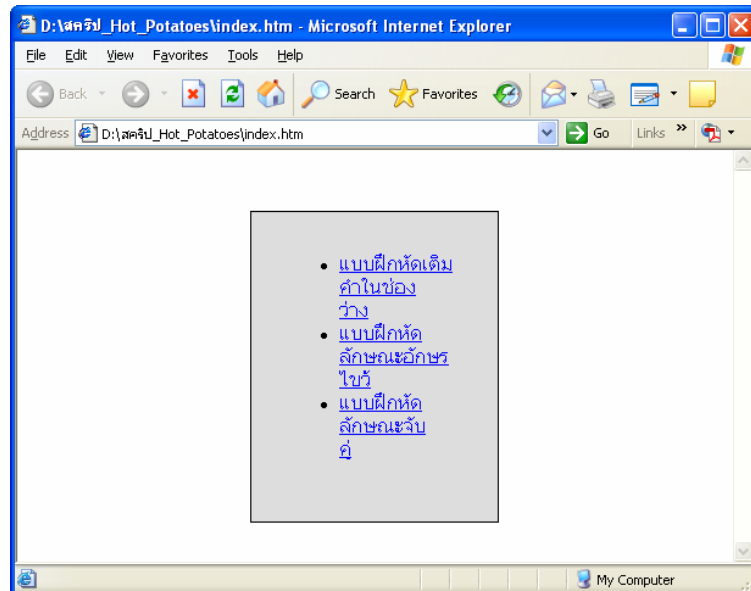 D:\สคริป_Hot_Potatoes\index.htm - Microsoft Internet Explorer
File Edit View Favorites Tools Help
Back Search Favorites
Address D:\สคริป_Hot_Potatoes\index.htm Go Links »
แบบฝึกหัดเติม
คำในช่อง
ว่าง
แบบฝึกหัด
ลักษณะอักษร
ไขว้
แบบฝึกหัด
ลักษณะจับ
คู่
My Computer